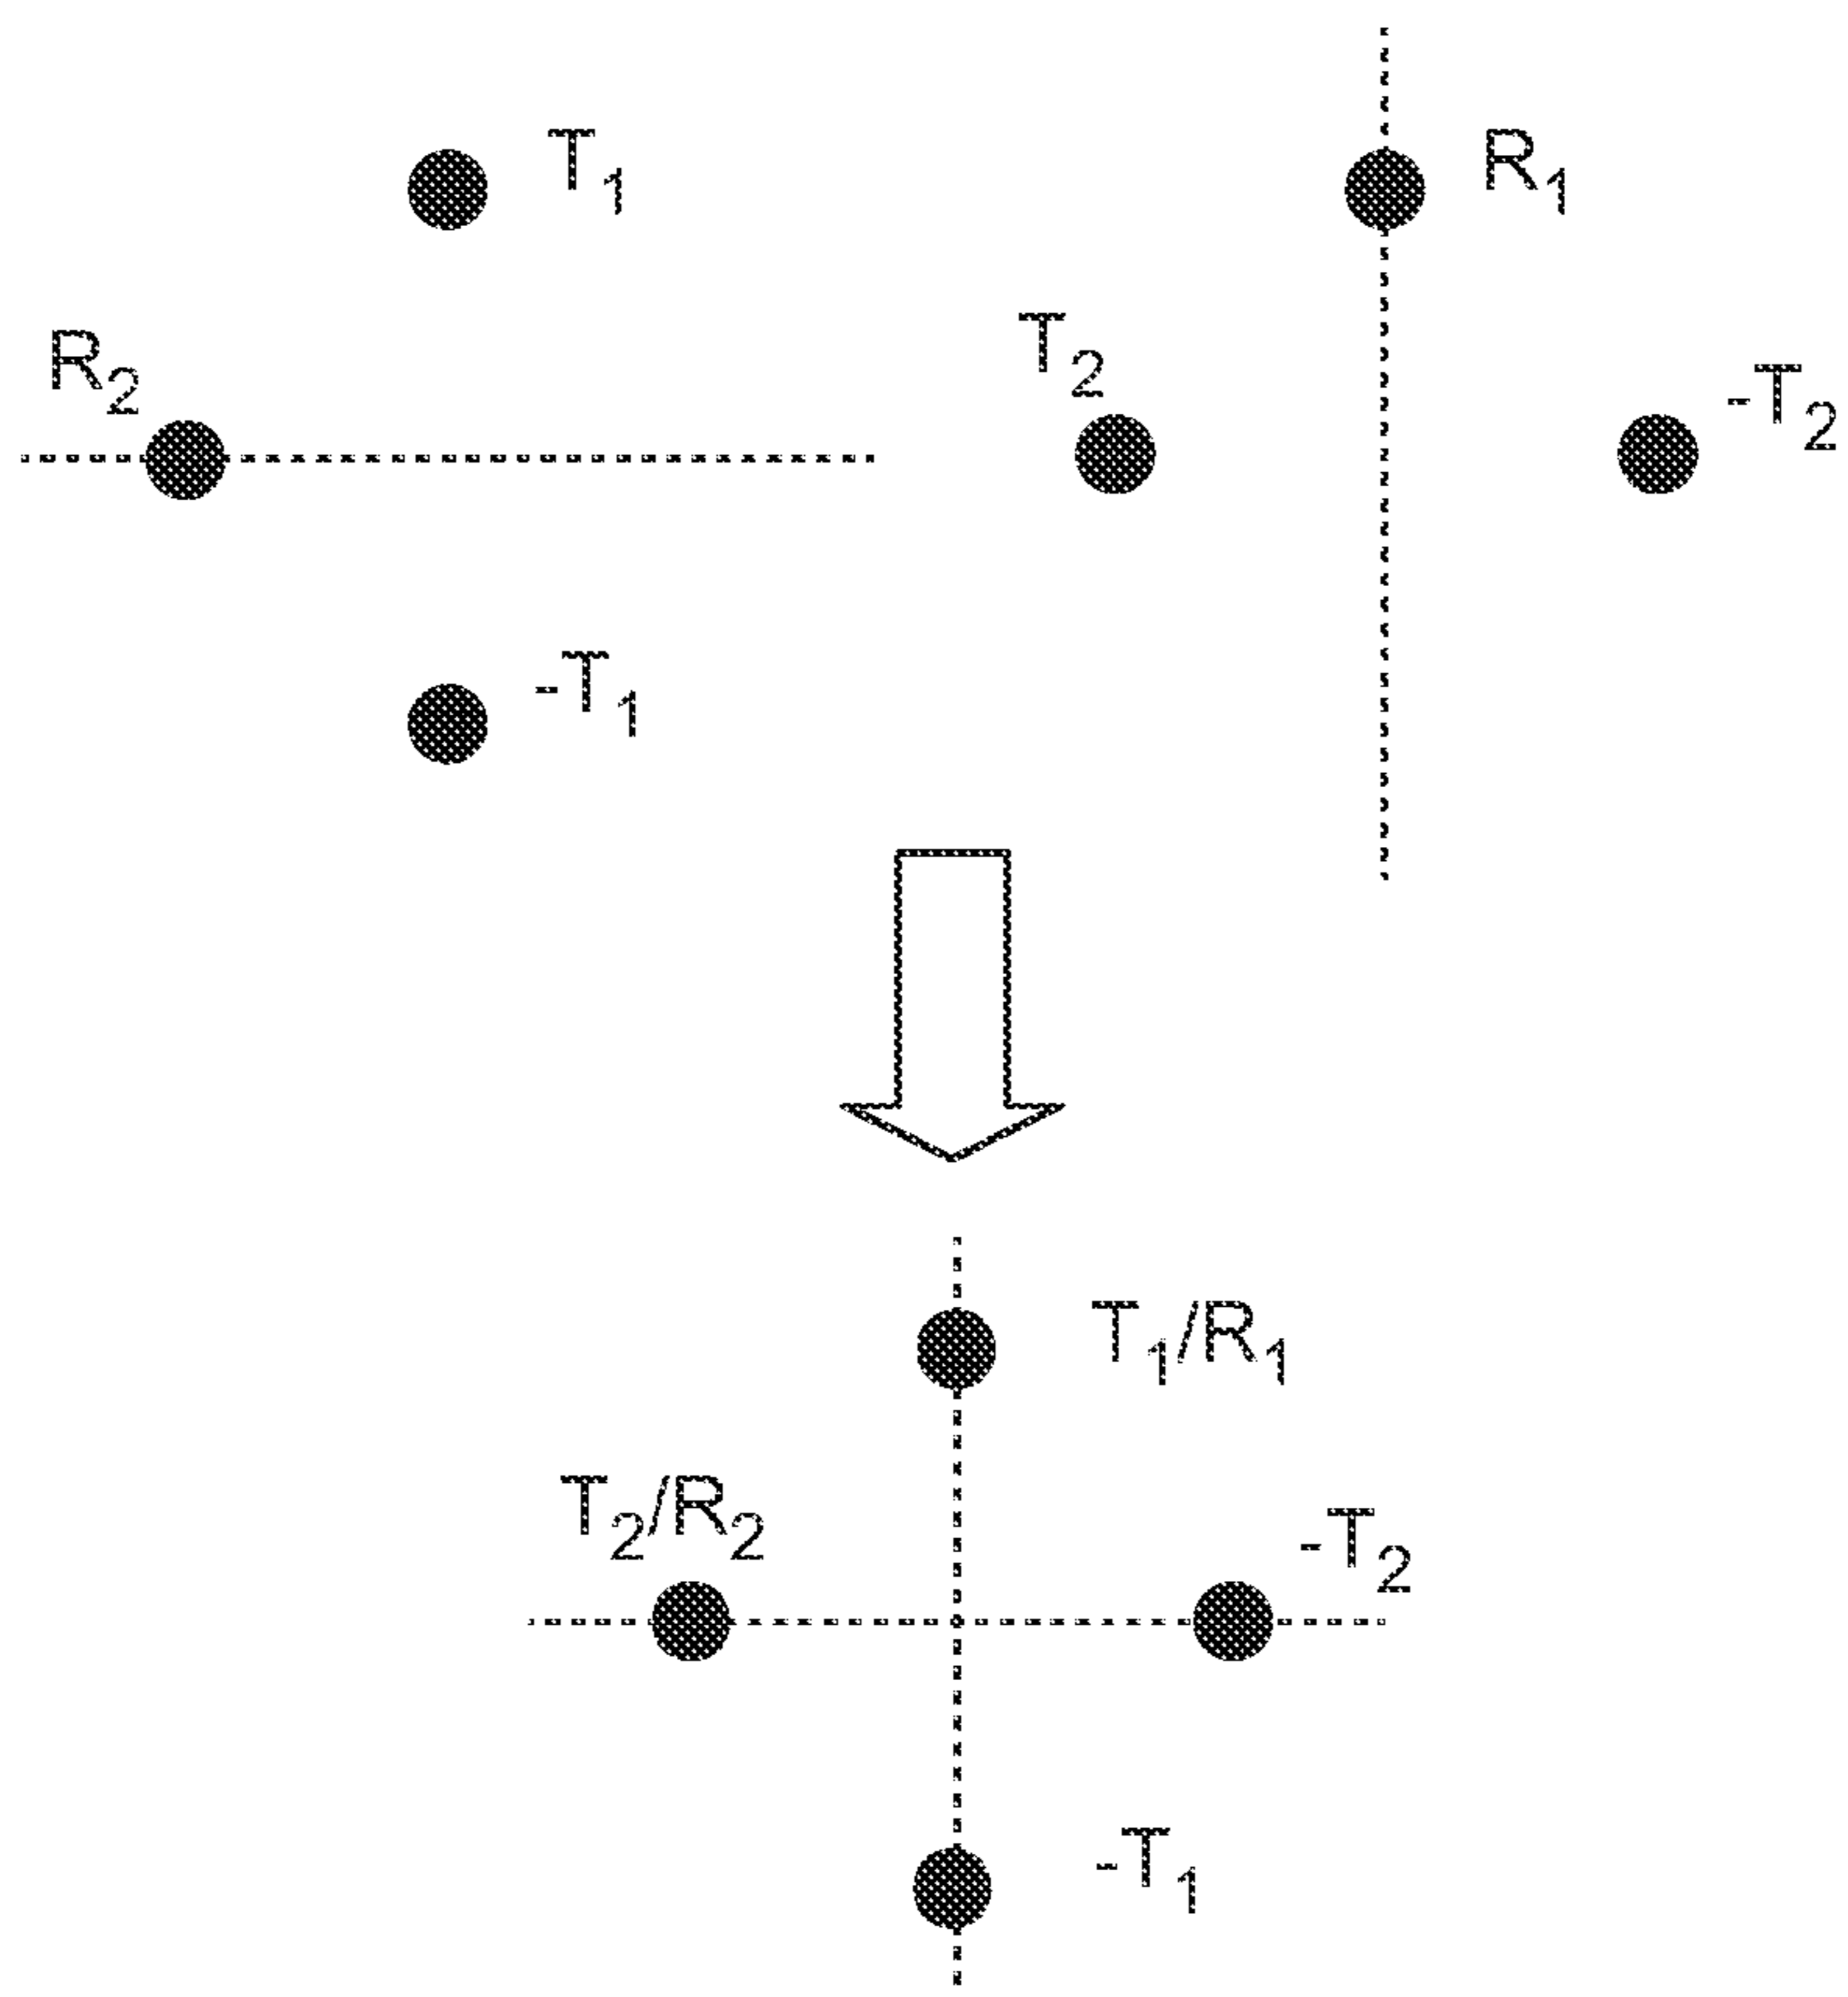 T₁
R₁
R₂
T₂
-T₂
-T₁
T₁/R₁
T₂/R₂
-T₂
-T₁